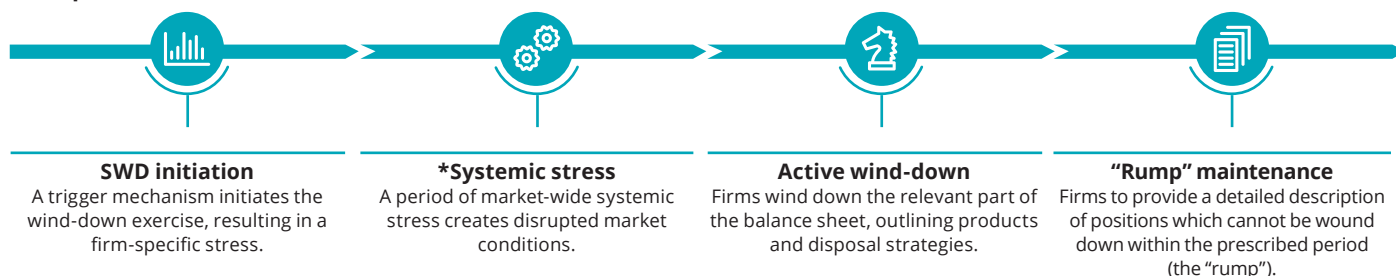 SWD initiation
A trigger mechanism initiates the
wind-down exercise, resulting in a
firm-specific stress.
*Systemic stress
A period of market-wide systemic
stress creates disrupted market
conditions.
Active wind-down
Firms wind down the relevant part of
the balance sheet, outlining products
and disposal strategies.
“Rump” maintenance
Firms to provide a detailed description
of positions which cannot be wound
down within the prescribed period
(the “rump”).